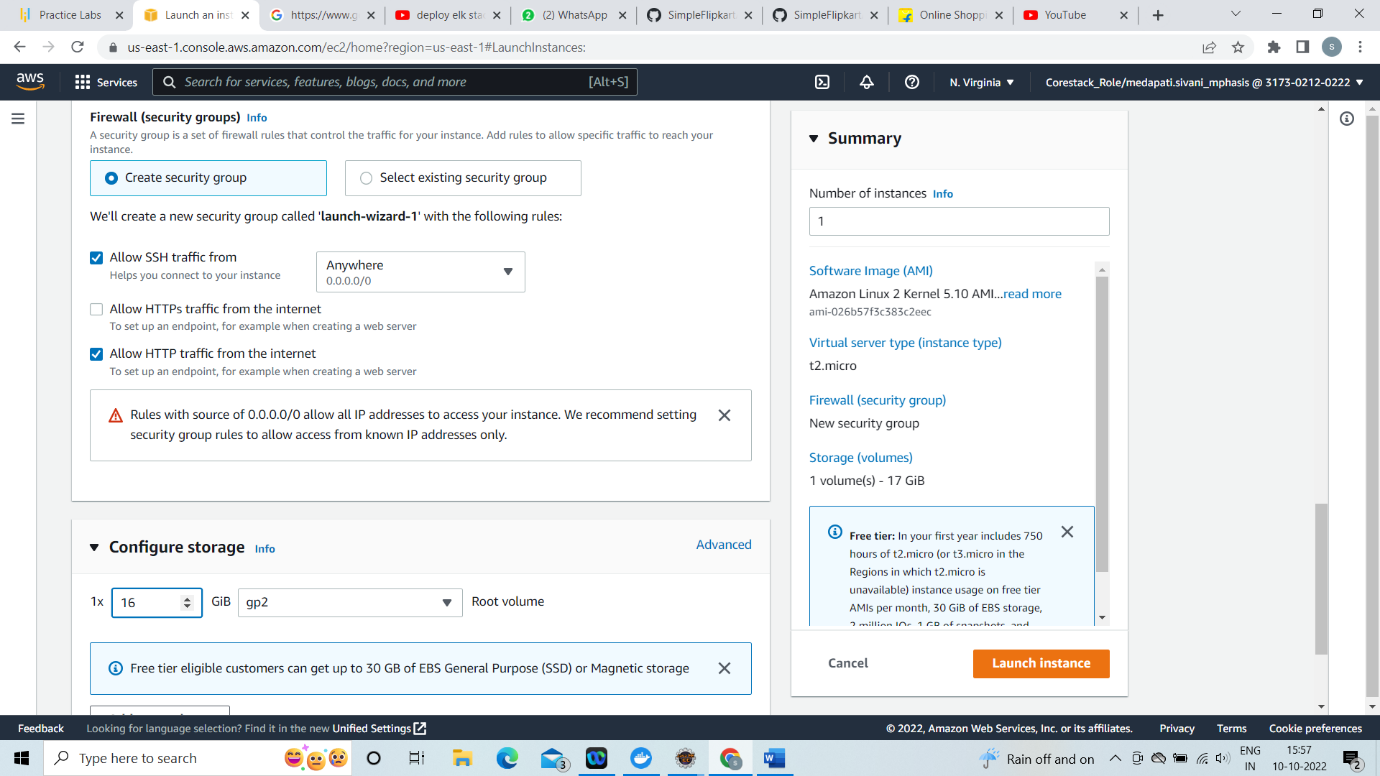 Practice Labs
Launch an inst
https://www.g
deploy elk sta
(2) WhatsApp
SimpleFlipkart
SimpleFlipkart
Online Shoppi
YouTube
us-east-1.console.aws.amazon.com/ec2/home?region=us-east-1#LaunchInstances:
S
aws
Services
Search for services, features, blogs, docs, and more
[Alt+S]
N. Virginia
Corestack_Role/medapati.sivani_mphasis @ 3173-0212-0222
Firewall (security groups) Info
A security group is a set of firewall rules that control the traffic for your instance. Add rules to allow specific traffic to reach your
instance.
Create security group
Select existing security group
We'll create a new security group called 'launch-wizard-1' with the following rules:
Allow SSH traffic from
Helps you connect to your instance
Anywhere
0.0.0.0/0
Allow HTTPs traffic from the internet
To set up an endpoint, for example when creating a web server
Allow HTTP traffic from the internet
To set up an endpoint, for example when creating a web server
Rules with source of 0.0.0.0/0 allow all IP addresses to access your instance. We recommend setting
security group rules to allow access from known IP addresses only.
Configure storage Info
Advanced
1x
16
GiB
gp2
Root volume
Free tier eligible customers can get up to 30 GB of EBS General Purpose (SSD) or Magnetic storage
Summary
Number of instances Info
1
Software Image (AMI)
Amazon Linux 2 Kernel 5.10 AMI...read more
ami-026b57f3c383c2eec
Virtual server type (instance type)
t2.micro
Firewall (security group)
New security group
Storage (volumes)
1 volume(s) - 17 GiB
Free tier: In your first year includes 750
hours of t2.micro (or t3.micro in the
Regions in which t2.micro is
unavailable) instance usage on free tier
AMIs per month, 30 GiB of EBS storage,
2 million IOs, 1 GB of snapshots, and
Cancel
Launch instance
Feedback
Looking for language selection? Find it in the new Unified Settings
© 2022, Amazon Web Services, Inc. or its affiliates.
Privacy
Terms
Cookie preferences
Type here to search
3
Rain off and on
ENG
IN
15:57
10-10-2022
2